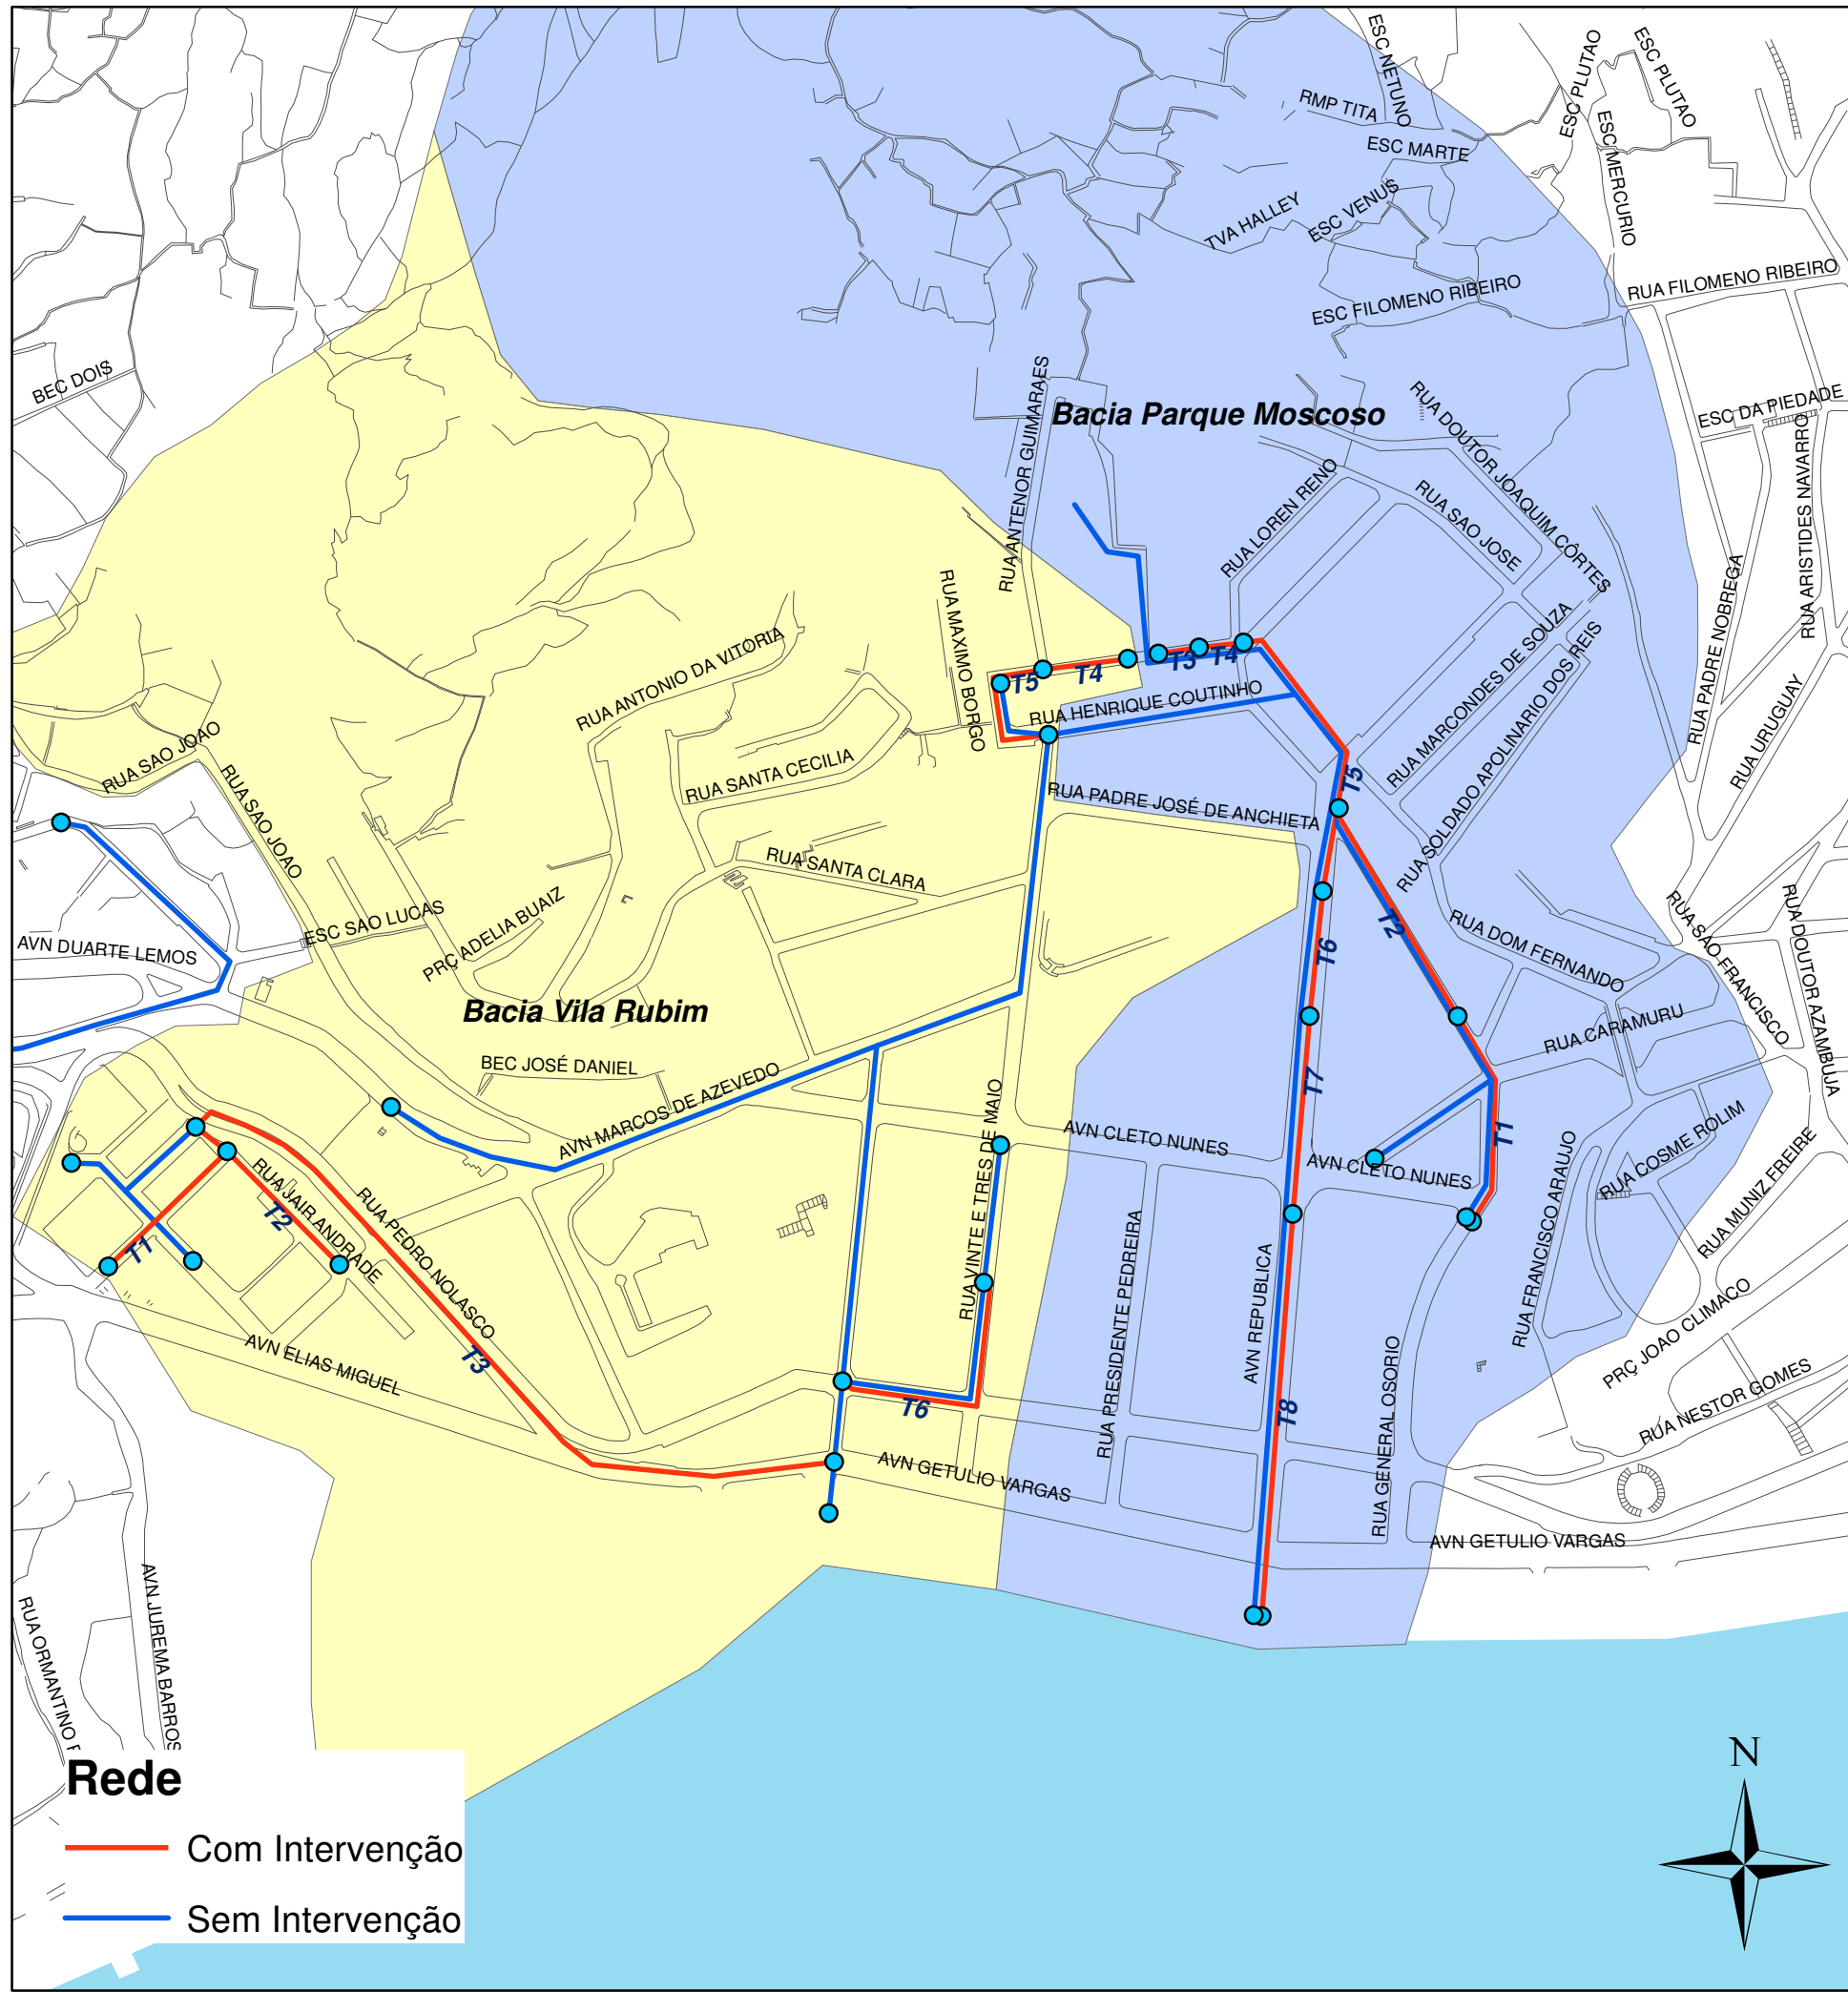 ESC NETUNO
ESC PLUTAO
ESC PLUTAO
RMP TITA
ESC MARTE
ESC MERCURIO
TVA HALLEY
ESC VENUS
ESC FILOMENO RIBEIRO
RUA FILOMENO RIBEIRO
BEC DOIS
RUA ANTENOR GUIMARAES
Bacia Parque Moscoso
RUA DOUTOR JOAQUIM CÔRTES
ESC DA PIEDADE
RUA ARISTIDES NAVARRO
RUA LOREN RENO
RUA SAO JOSE
RUA PADRE NOBREGA
RUA MAXIMO BORGO
RUA ANTONIO DA VITORIA
RUA MARCONDES DE SOUZA
RUA SOLDADO APOLINARIO DOS REIS
T5
T4
T3
T4
RUA HENRIQUE COUTINHO
RUA URUGUAY
RUA SAO JOAO
RUA SAO JOAO
RUA SANTA CECILIA
T5
RUA PADRE JOSÉ DE ANCHIETA
RUA SANTA CLARA
ESC SAO LUCAS
PRÇ ADELIA BUAIZ
AVN DUARTE LEMOS
T6
T2
RUA DOM FERNANDO
RUA SAO FRANCISCO
RUA DOUTOR AZAMBUJA
Bacia Vila Rubim
RUA CARAMURU
BEC JOSÉ DANIEL
AVN MARCOS DE AZEVEDO
T7
RUA VINTE E TRES DE MAIO
AVN CLETO NUNES
AVN CLETO NUNES
T1
RUA COSME ROLIM
RUA MUNIZ FREIRE
RUA FRANCISCO ARAUJO
RUA JAIR ANDRADE
RUA PEDRO NOLASCO
T1
T2
T3
AVN ELIAS MIGUEL
RUA PRESIDENTE PEDREIRA
AVN REPUBLICA
RUA GENERAL OSORIO
PRÇ JOAO CLIMACO
RUA NESTOR GOMES
T6
T8
AVN GETULIO VARGAS
AVN GETULIO VARGAS
AVN JUREMA BARROS
RUA ORMANTINO
Rede
Com Intervenção
Sem Intervenção
N